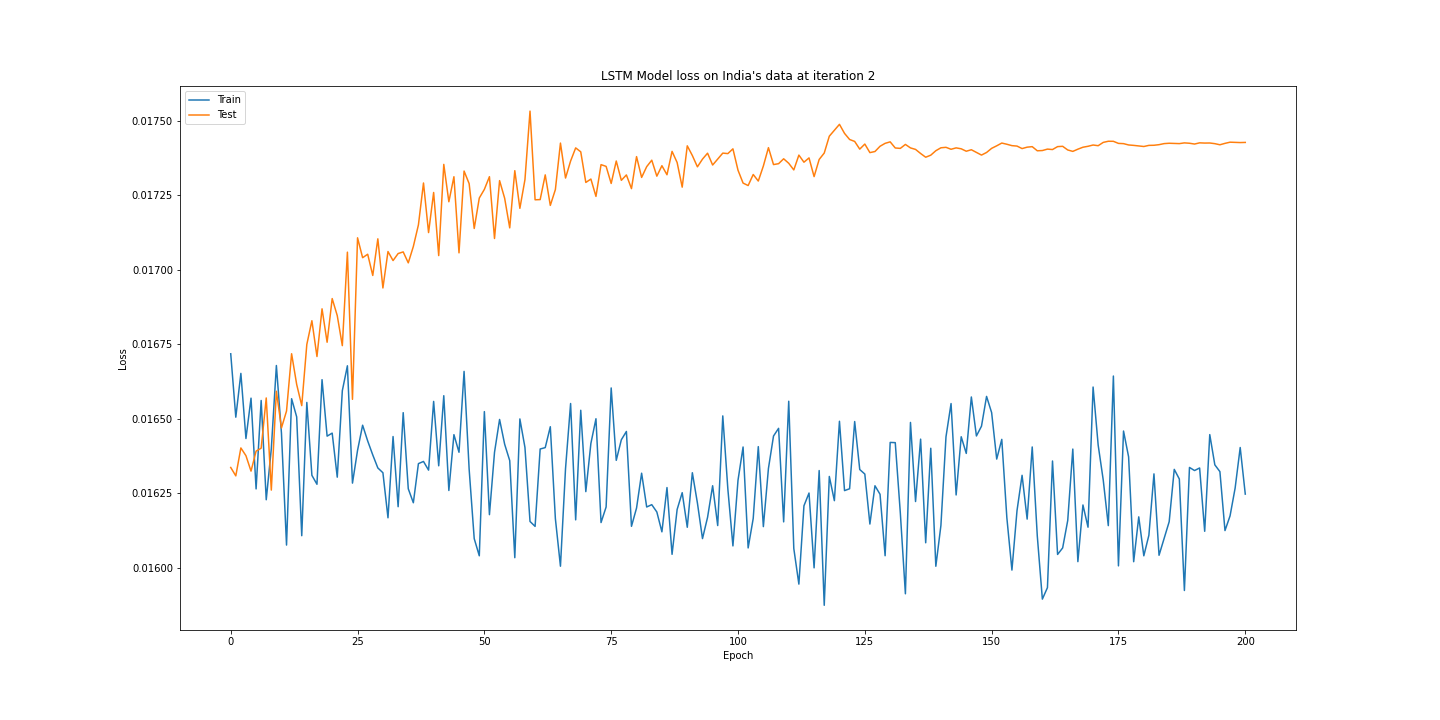 LSTM Model loss on India's data at iteration 2
Train
Test
0.01750
0.01725
0.01700
0.01675
0.01650
0.01625
0.01600
Loss
0 25 50 75 100 125 150 175 200
Epoch